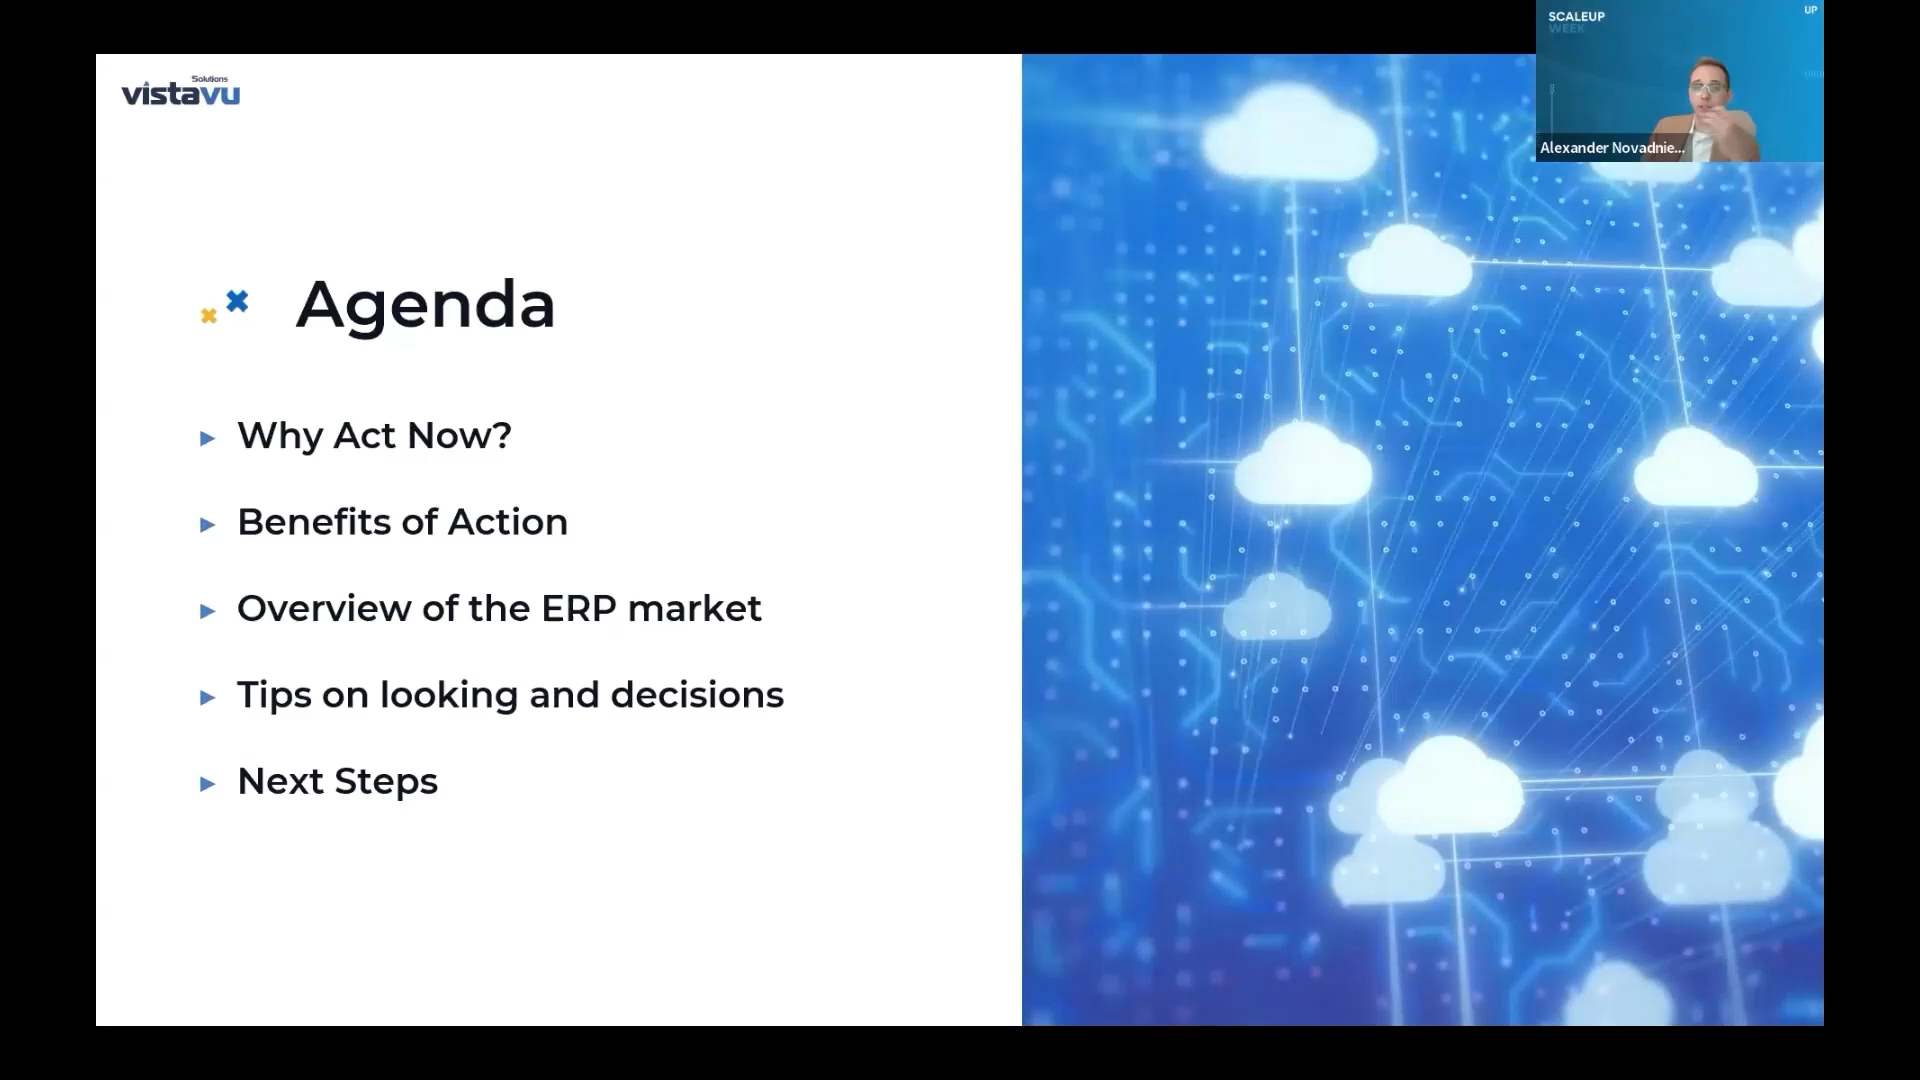 Solutions
vistavu
Agenda
Why Act Now?
Benefits of Action
Overview of the ERP market
Tips on looking and decisions
Next Steps
SCALEUP
WEEK
UP
Alexander Novadnie...